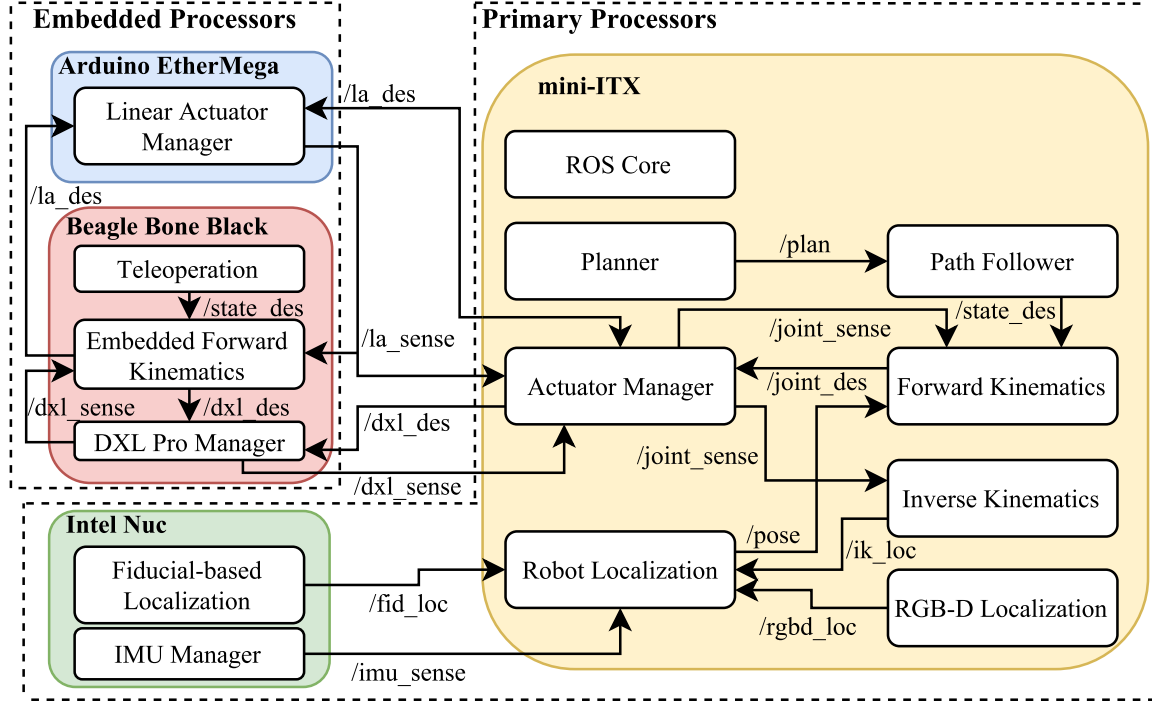 Embedded Processors
Primary Processors
Arduino EtherMega
Linear Actuator
Manager
/la_des
/la_des
Beagle Bone Black
Teleoperation
/state_des
Embedded Forward
Kinematics
/la_sense
/dxl_sense
/dxl_des
DXL Pro Manager
/dxl_des
/dxl_sense
mini-ITX
ROS Core
Planner
/plan
Path Follower
/state_des
/joint_sense
Actuator Manager
/joint_des
Forward Kinematics
/joint_sense
Inverse Kinematics
/pose
/ik_loc
Robot Localization
RGB-D Localization
/rgbd_loc
Intel Nuc
Fiducial-based
Localization
/fid_loc
IMU Manager
/imu_sense